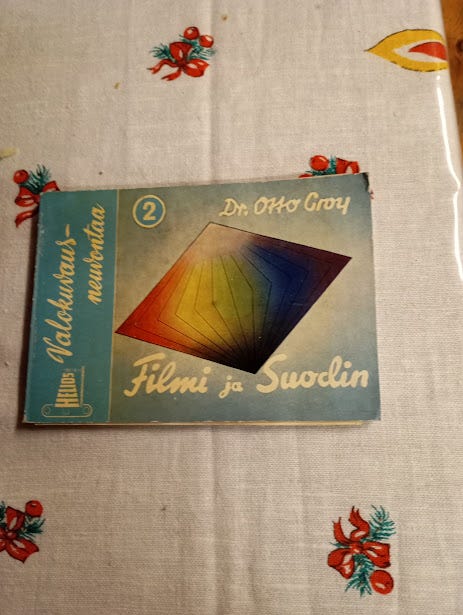 2
Dr. Otto Croy
Filmi ja Suodin
Valokuvaus-
neuvontaa
HELIOS